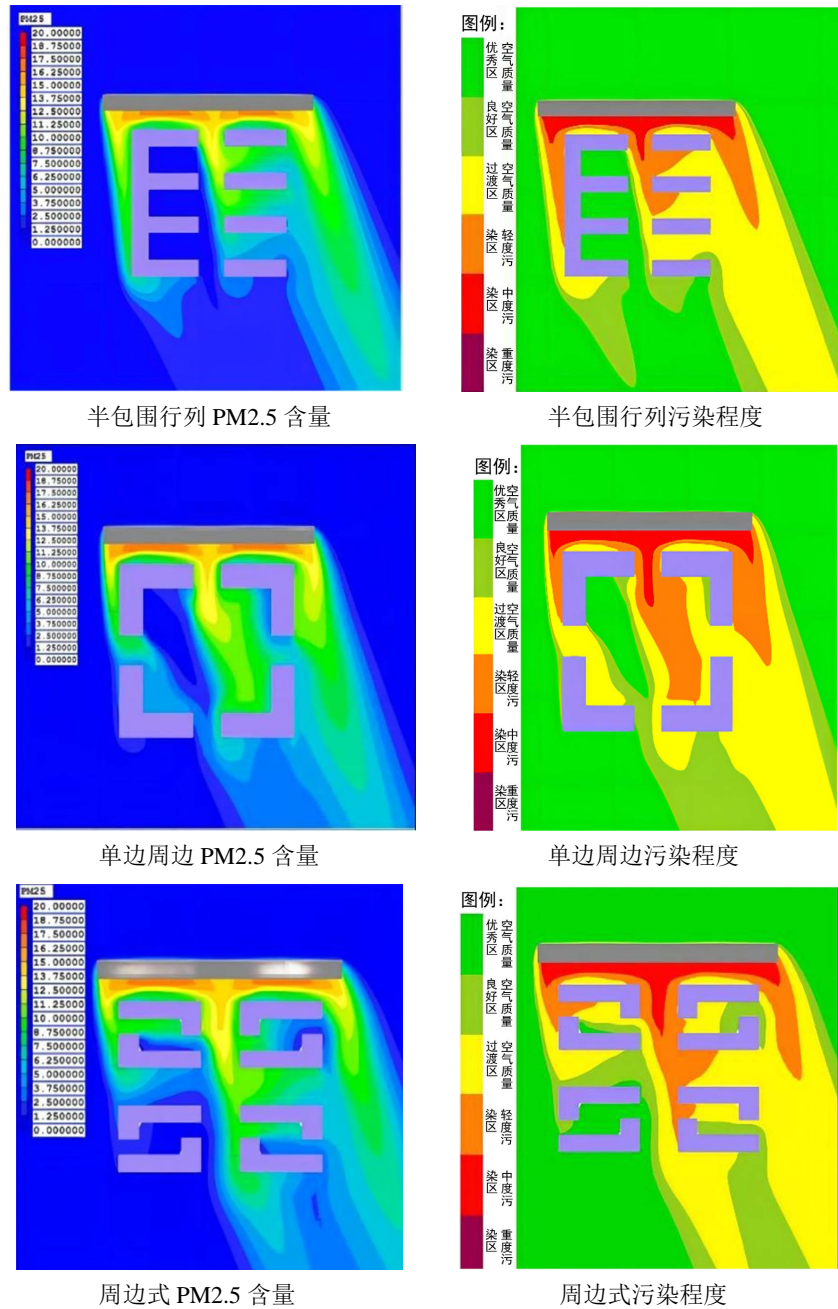 PM25
20.00000
18.75000
17.50000
16.25000
15.00000
13.75000
12.50000
11.25000
10.00000
8.750000
7.500000
6.250000
5.000000
3.750000
2.500000
1.250000
0.000000
图例：
空气质量
优秀区
空气质量
良好区
空气质量
过渡区
轻度污
染区
中度污
染区
重度污
染区
半包围行列 PM2.5 含量
半包围行列污染程度
PM25
20.00000
18.75000
17.50000
16.25000
15.00000
13.75000
12.50000
11.25000
10.00000
8.750000
7.500000
6.250000
5.000000
3.750000
2.500000
1.250000
0.000000
图例：
空气质量
优秀区
空气质量
良好区
空气质量
过渡区
轻度污
染区
中度污
染区
重度污
染区
单边周边 PM2.5 含量
单边周边污染程度
PM25
20.00000
18.75000
17.50000
16.25000
15.00000
13.75000
12.50000
11.25000
10.00000
8.750000
7.500000
6.250000
5.000000
3.750000
2.500000
1.250000
0.000000
图例：
空气质量
优秀区
空气质量
良好区
空气质量
过渡区
轻度污
染区
中度污
染区
重度污
染区
周边式 PM2.5 含量
周边式污染程度